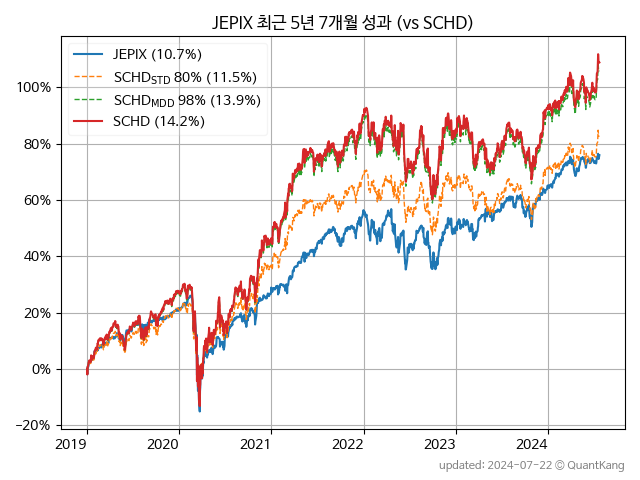 JEPIX 최근 5년 7개월 성과 (vs SCHD)
JEPIX (10.7%)
SCHD_STD 80% (11.5%)
SCHD_MDD 98% (13.9%)
SCHD (14.2%)
100%
80%
60%
40%
20%
0%
−20%
2019 2020 2021 2022 2023 2024
updated: 2024-07-22 © QuantKang